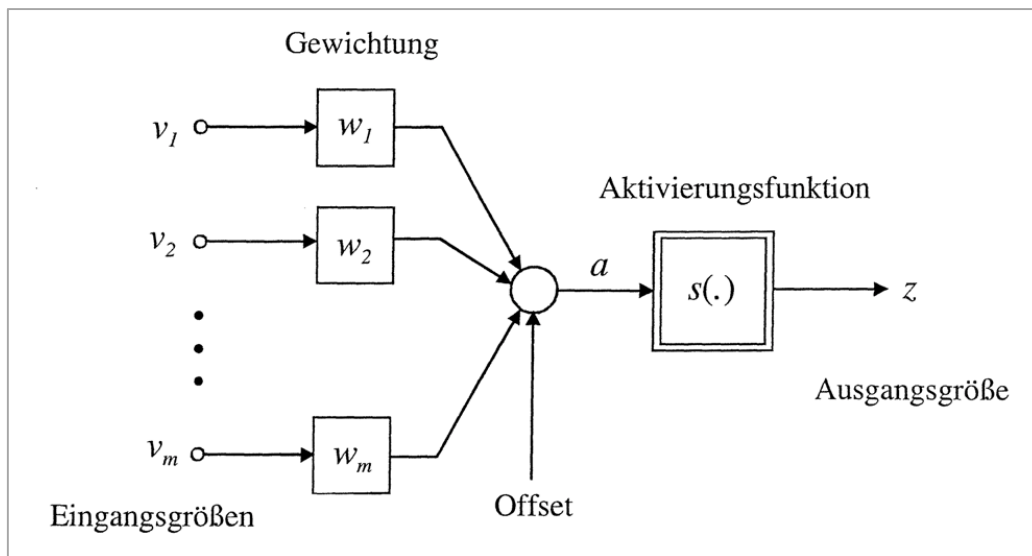 Gewichtung
v1
w1
Aktivierungsfunktion
v2
w2
a
s(.)
z
Ausgangsgröße
vm
wm
Eingangsgrößen
Offset